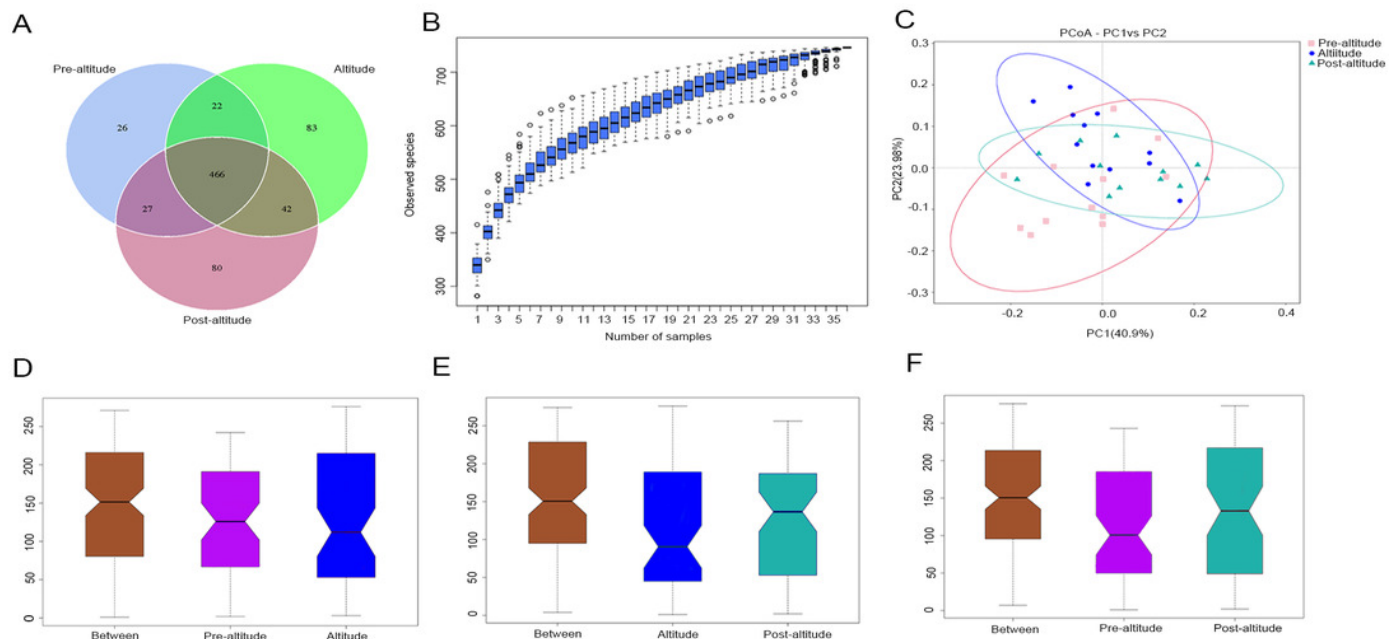 A
Pre-altitude
Altitude
22
26
83
466
27
42
80
Post-altitude
B
Observed species
700
600
500
400
300
1 3 5 7 9 11 13 15 17 19 21 23 25 27 29 31 33 35
Number of samples
C
PCoA - PC1vs PC2
Pre-altitude
Altiitude
Post-altitude
PC2(23.98%)
0.3
0.2
0.1
0.0
-0.1
-0.2
-0.3
-0.2 0.0 0.2 0.4
PC1(40.9%)
D
250
200
150
100
50
0
Between Pre-altitude Altitude
E
250
200
150
100
50
0
Between Altitude Post-altitude
F
250
200
150
100
50
0
Between Pre-altitude Post-altitude